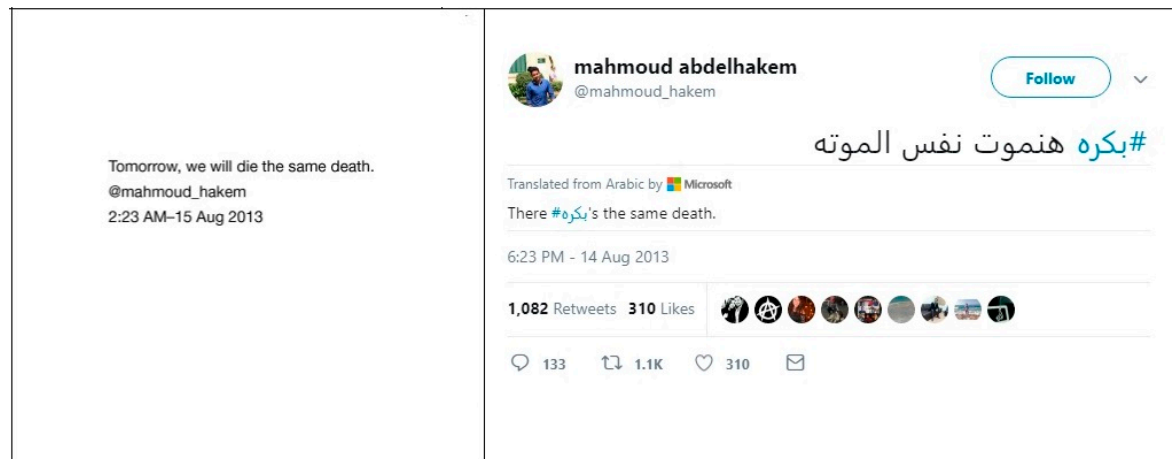 Tomorrow, we will die the same death.
@mahmoud_hakem
2:23 AM–15 Aug 2013
mahmoud abdelhakem
@mahmoud_hakem
Follow
#بكره هنموت نفس الموته
Translated from Arabic by Microsoft
There #بكره's the same death.
6:23 PM - 14 Aug 2013
1,082 Retweets 310 Likes
133 1.1K 310